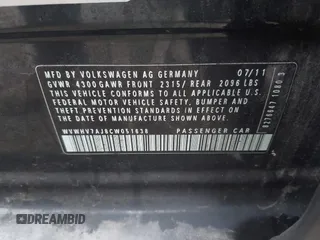 MFD BY VOLKSWAGEN AG GERMANY 07/11
GVWR 4300 GAWR FRONT 2315/ REAR 2096 LBS
THIS VEHICLE CONFORMS TO ALL APPLICABLE U.S.
FEDERAL MOTOR VEHICLE SAFETY, BUMPER AND
THEFT PREVENTION STANDARDS IN EFFECT ON THE
DATE OF MANUFACTURE SHOWN ABOVE
PASSENGER CAR
DREAMBID